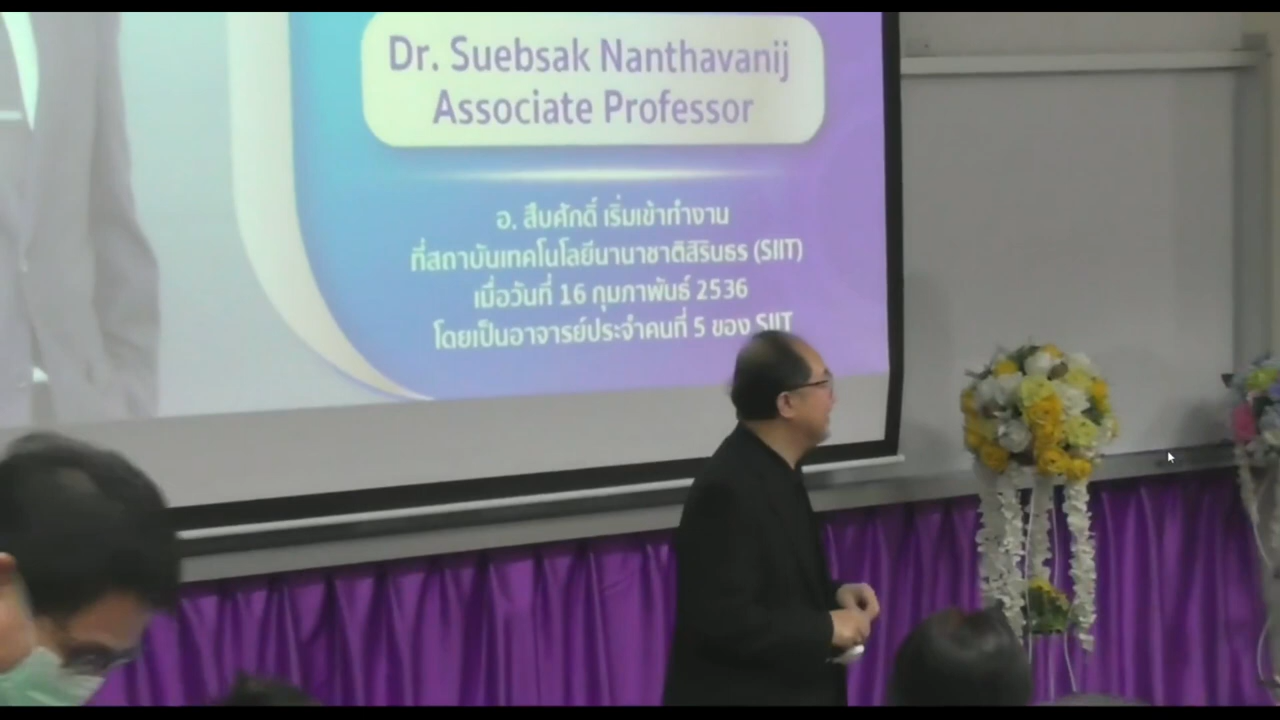 Dr. Suebsak Nanthavanij
Associate Professor
อ. สืบศักดิ์ เริ่มเข้าทำงาน
ที่สถาบันเทคโนโลยีนานาชาติสิรินธร (SIIT)
เมื่อวันที่ 16 กุมภาพันธ์ 2536
โดยเป็นอาจารย์ประจำคนที่ 5 ของ SIIT